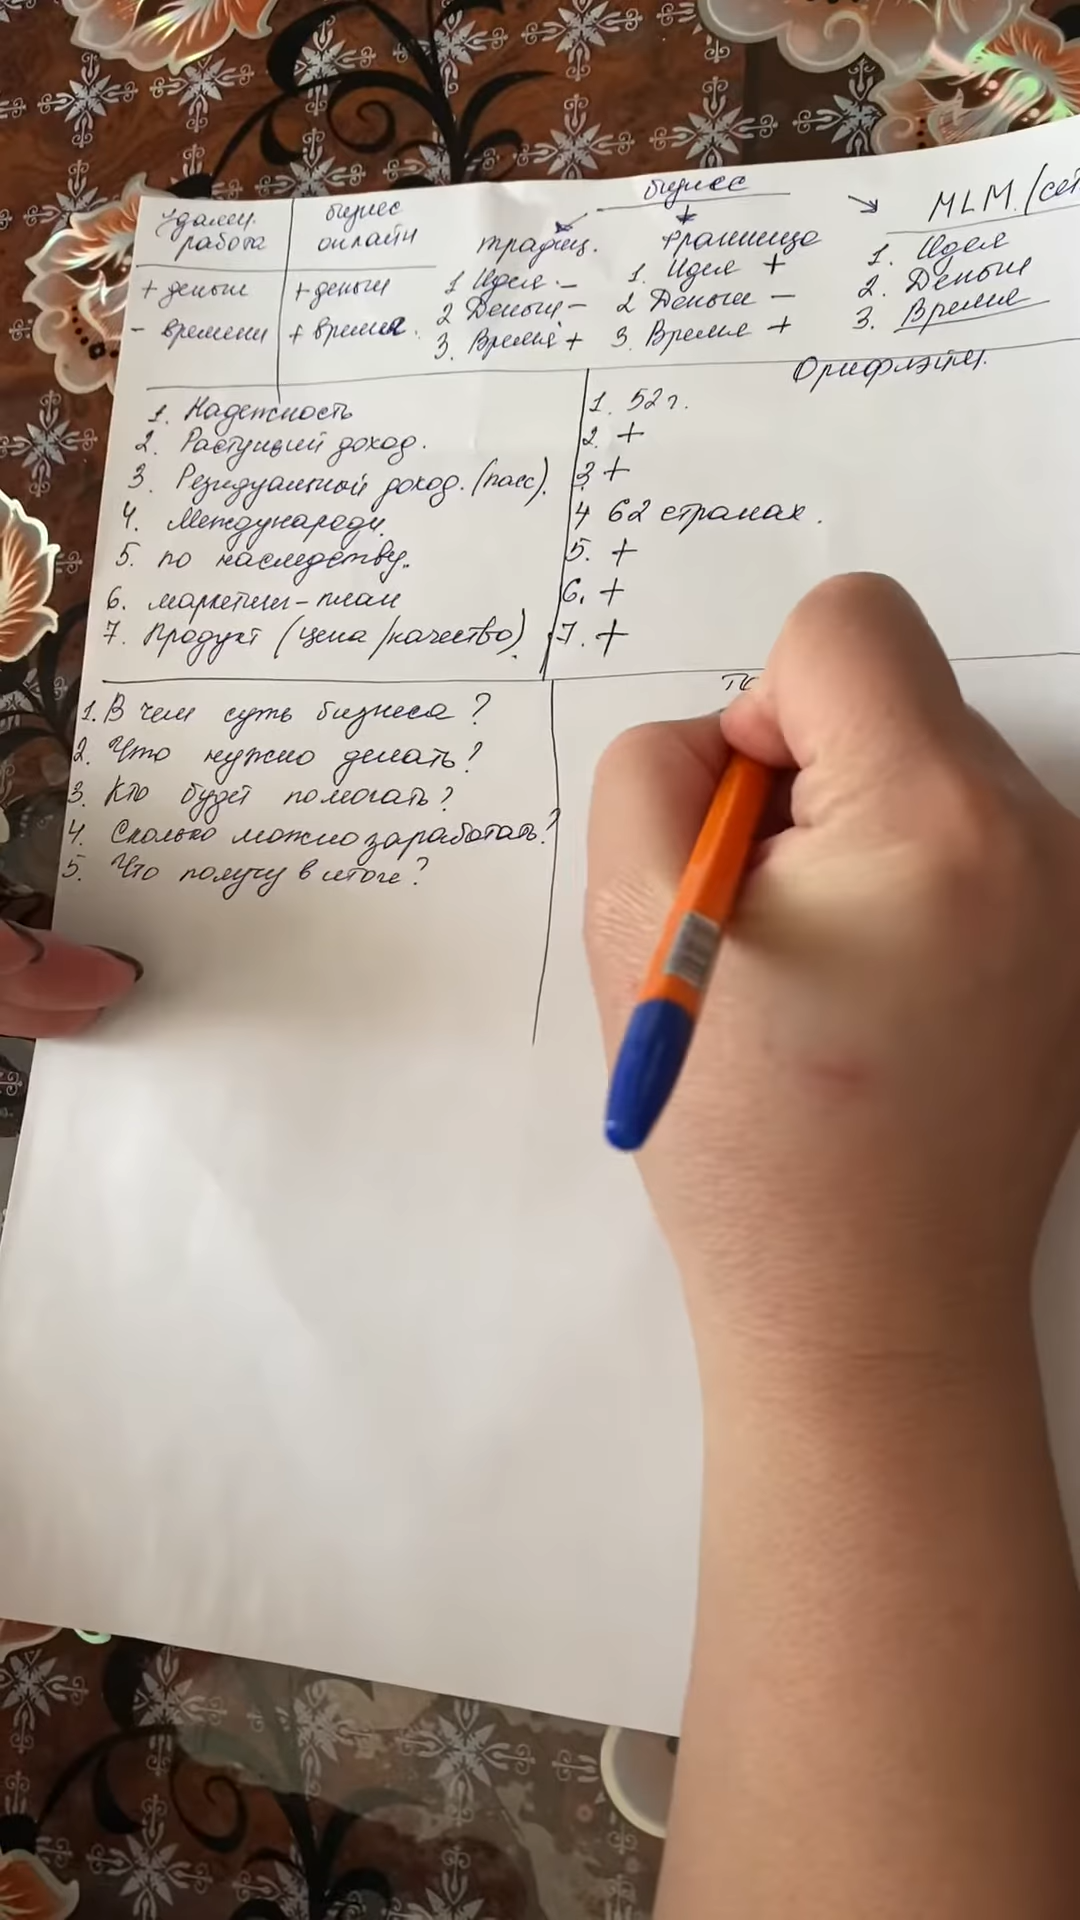 удален. работа
бизнес онлайн
+ деньги
- времени
+ деньги
+ время.
бизнес
традиц.
1 Идея -
2 Деньги -
3. Время +
франшиза
1. Идея +
2 Деньги -
3. Время +
MLM./сет
1. Идея
2. Деньги
3. Время
Орифлэйм.
1. Надежность
2. Растущий доход.
3. Резидуальный доход. (пасс).
4. Международн.
5. по наследству.
6. маркетинг-план
7. Продукт (цена/качество).
1. 52 г.
2. +
3 +
4 62 странах.
5. +
6. +
7. +
1. В чем суть бизнеса?
2. Что нужно делать?
3. Кто будет помогать?
4. Сколько можно заработать?
5. Что получу в итоге?